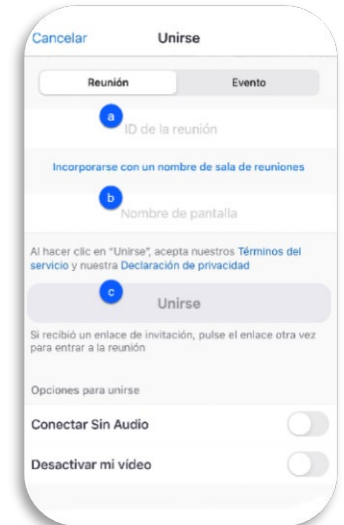 Cancelar Unirse
Reunión Evento
a
ID de la reunión
Incorporarse con un nombre de sala de reuniones
b
Nombre de pantalla
Al hacer clic en “Unirse”, acepta nuestros Términos del
servicio y nuestra Declaración de privacidad
c
Unirse
Si recibió un enlace de invitación, pulse el enlace otra vez
para entrar a la reunión
Opciones para unirse
Conectar Sin Audio
Desactivar mi vídeo